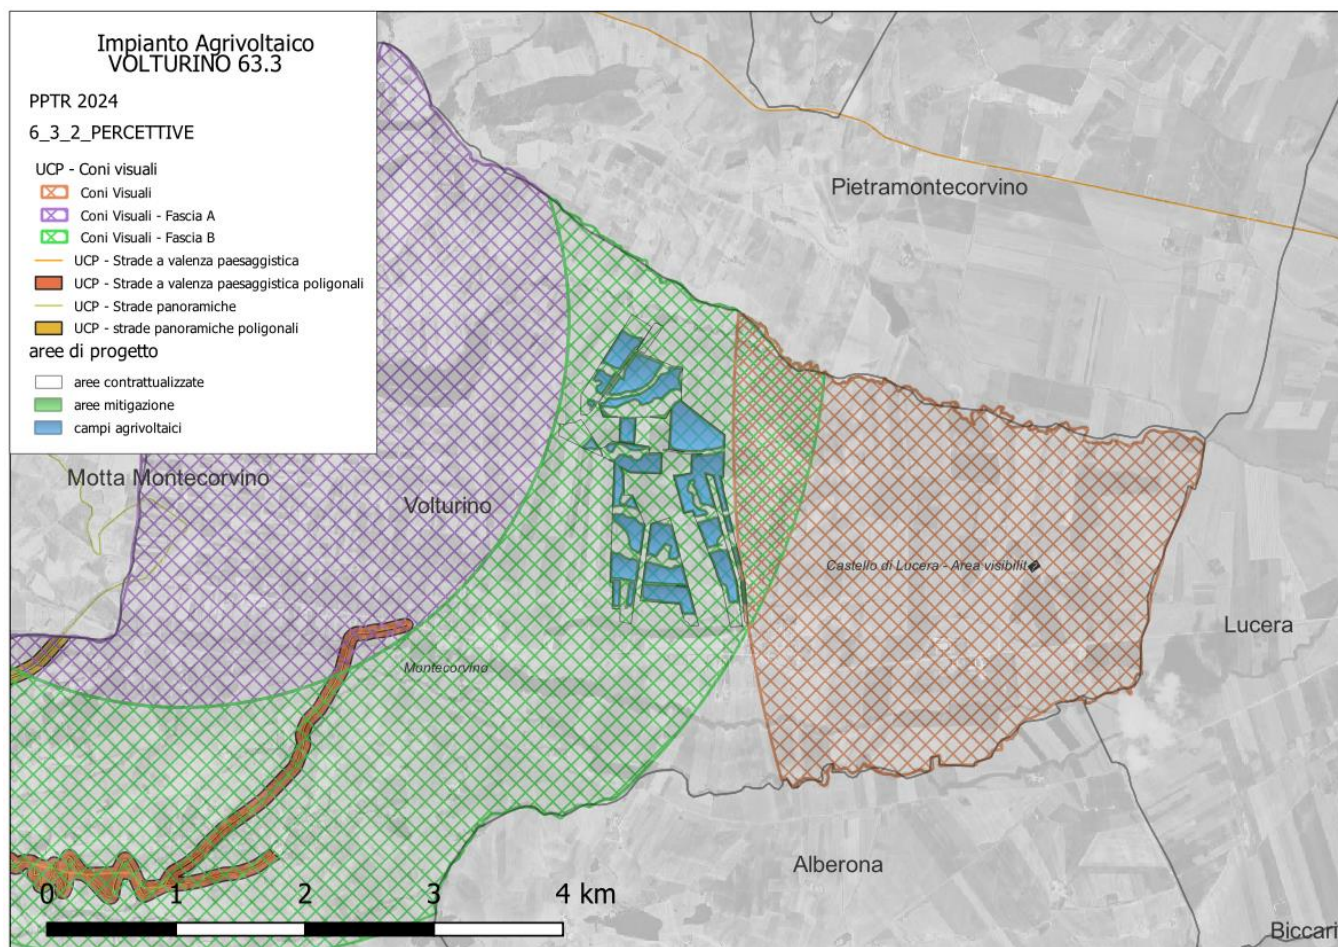 Impianto Agrivoltaico
VOLTURINO 63.3
PPTR 2024
6_3_2_PERCETTIVE
UCP - Coni visuali
Coni Visuali
Coni Visuali - Fascia A
Coni Visuali - Fascia B
UCP - Strade a valenza paesaggistica
UCP - Strade a valenza paesaggistica poligonali
UCP - Strade panoramiche
UCP - strade panoramiche poligonali
aree di progetto
aree contrattualizzate
aree mitigazione
campi agrivoltaici
Pietramontecorvino
Motta Montecorvino
Volturino
Castello di Lucera - Area visibilit�
Lucera
Montecorvino
Alberona
0 1 2 3 4 km
Biccari